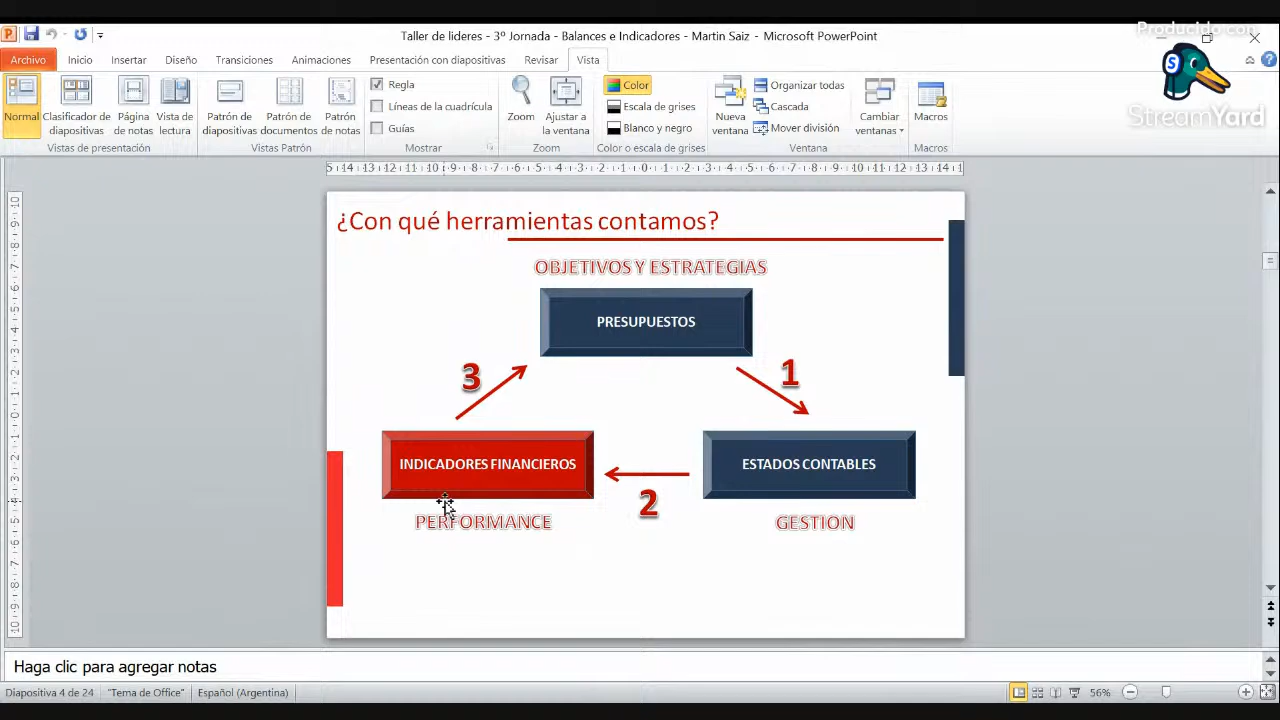 Taller de lideres - 3º Jornada - Balances e Indicadores - Martin Saiz - Microsoft PowerPoint
Producido con
StreamYard
Archivo Inicio Insertar Diseño Transiciones Animaciones Presentación con diapositivas Revisar Vista
Normal
Clasificador de diapositivas
Página de notas
Vista de lectura
Vistas de presentación
Patrón de diapositivas
Patrón de documentos
Patrón de notas
Vistas Patrón
Regla
Líneas de la cuadrícula
Guías
Mostrar
Zoom
Ajustar a la ventana
Zoom
Color
Escala de grises
Blanco y negro
Color o escala de grises
Nueva ventana
Organizar todas
Cascada
Mover división
Cambiar ventanas
Ventana
Macros
Macros
¿Con qué herramientas contamos?
OBJETIVOS Y ESTRATEGIAS
PRESUPUESTOS
3
1
INDICADORES FINANCIEROS
ESTADOS CONTABLES
2
PERFORMANCE
GESTION
Haga clic para agregar notas
Diapositiva 4 de 24 "Tema de Office" Español (Argentina) 56%